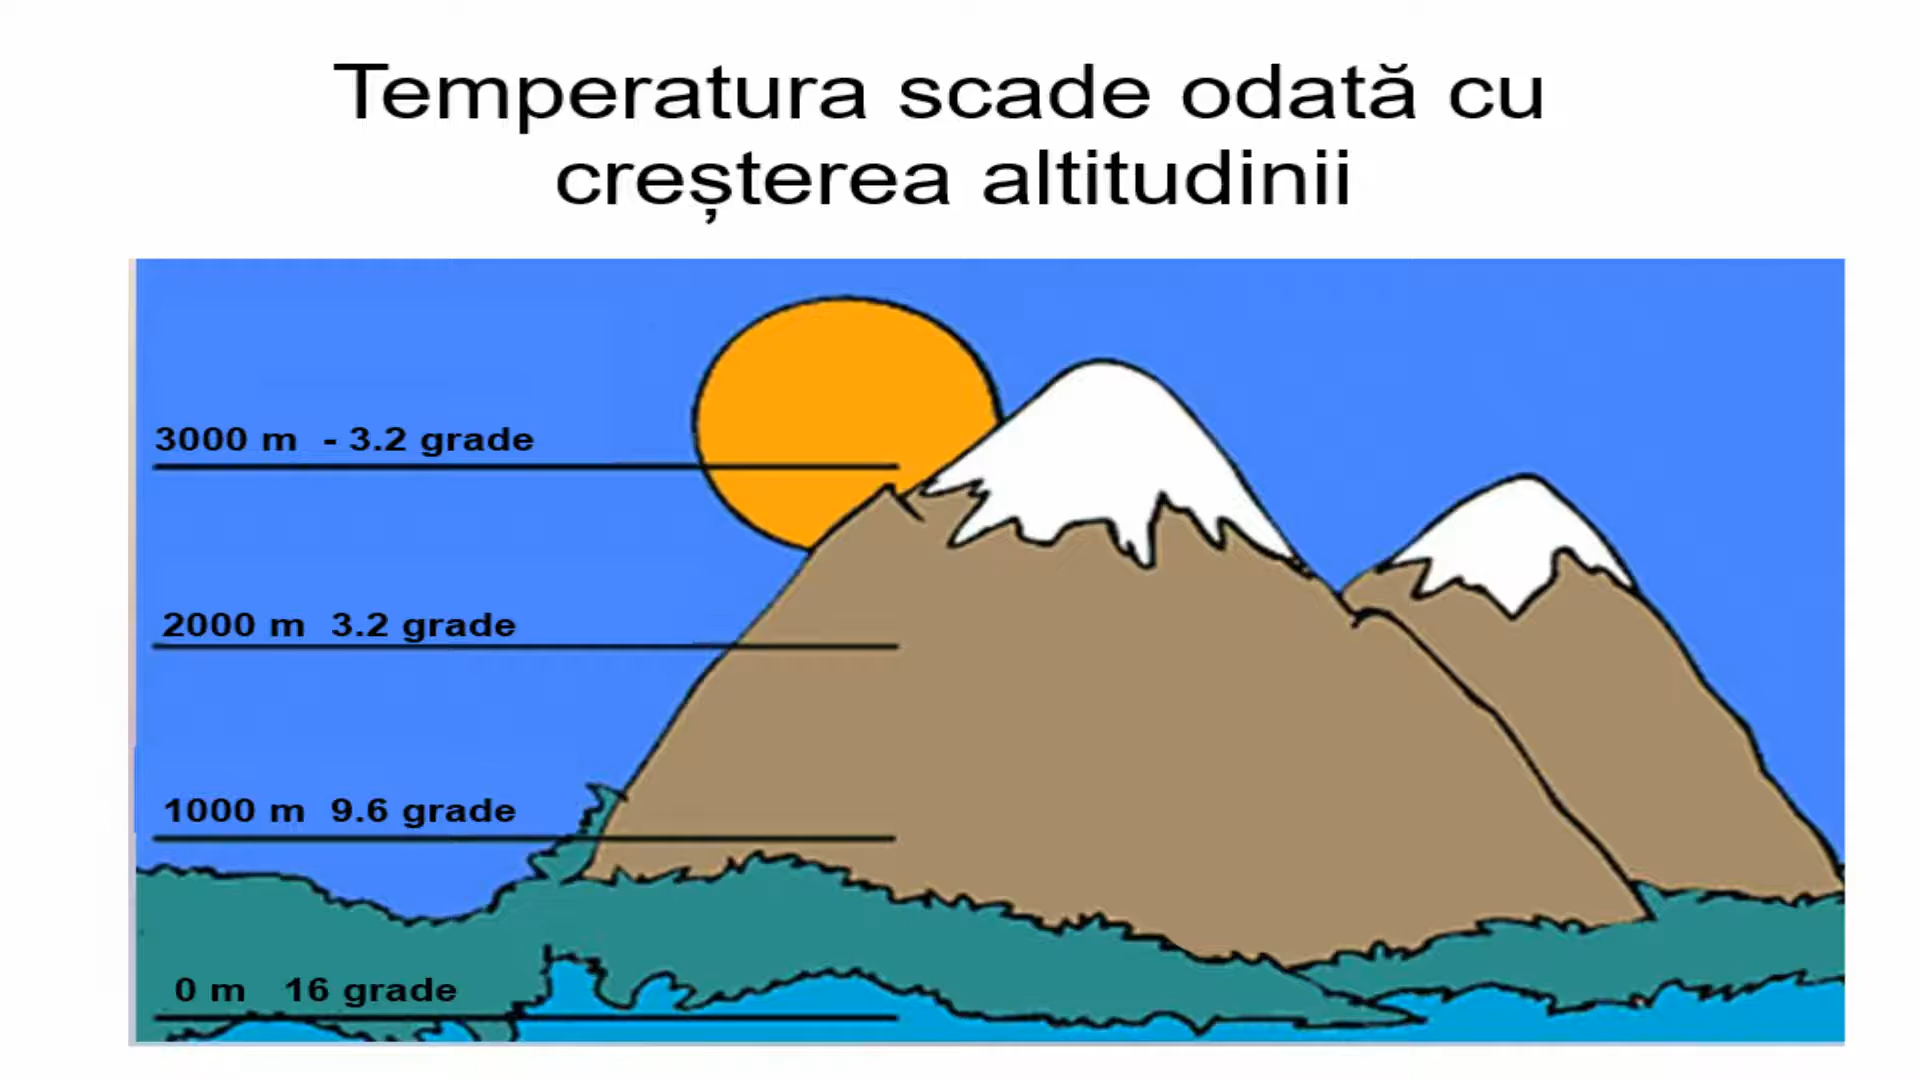 Temperatura scade odată cu
creșterea altitudinii
3000 m - 3.2 grade
2000 m 3.2 grade
1000 m 9.6 grade
0 m 16 grade